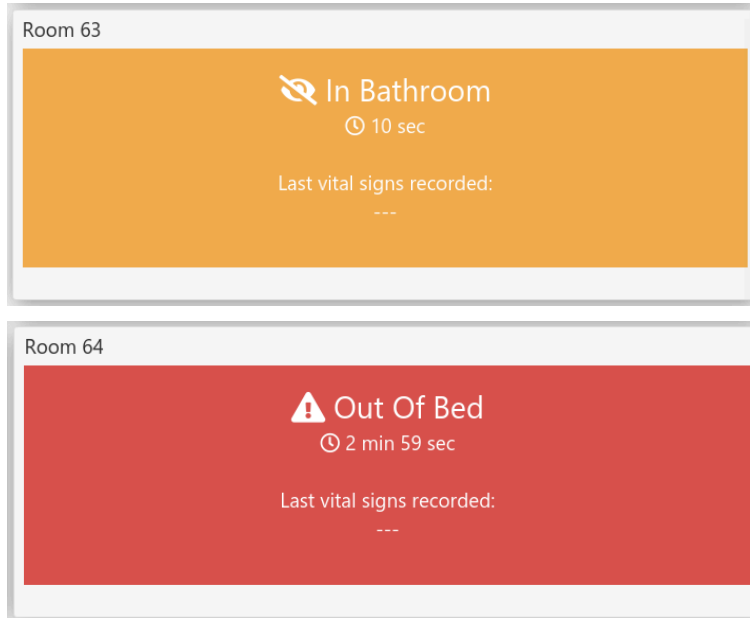 Room 63
In Bathroom
10 sec
Last vital signs recorded:
---
Room 64
Out Of Bed
2 min 59 sec
Last vital signs recorded:
---